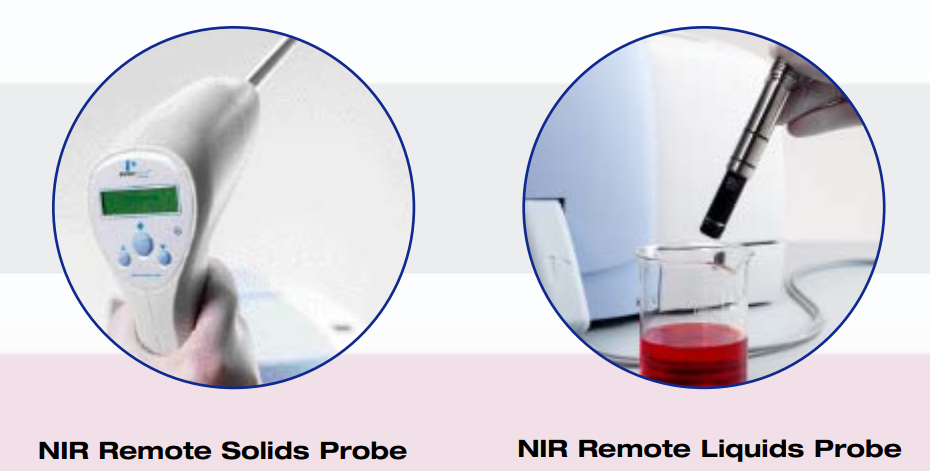 NIR Remote Solids Probe
NIR Remote Liquids Probe